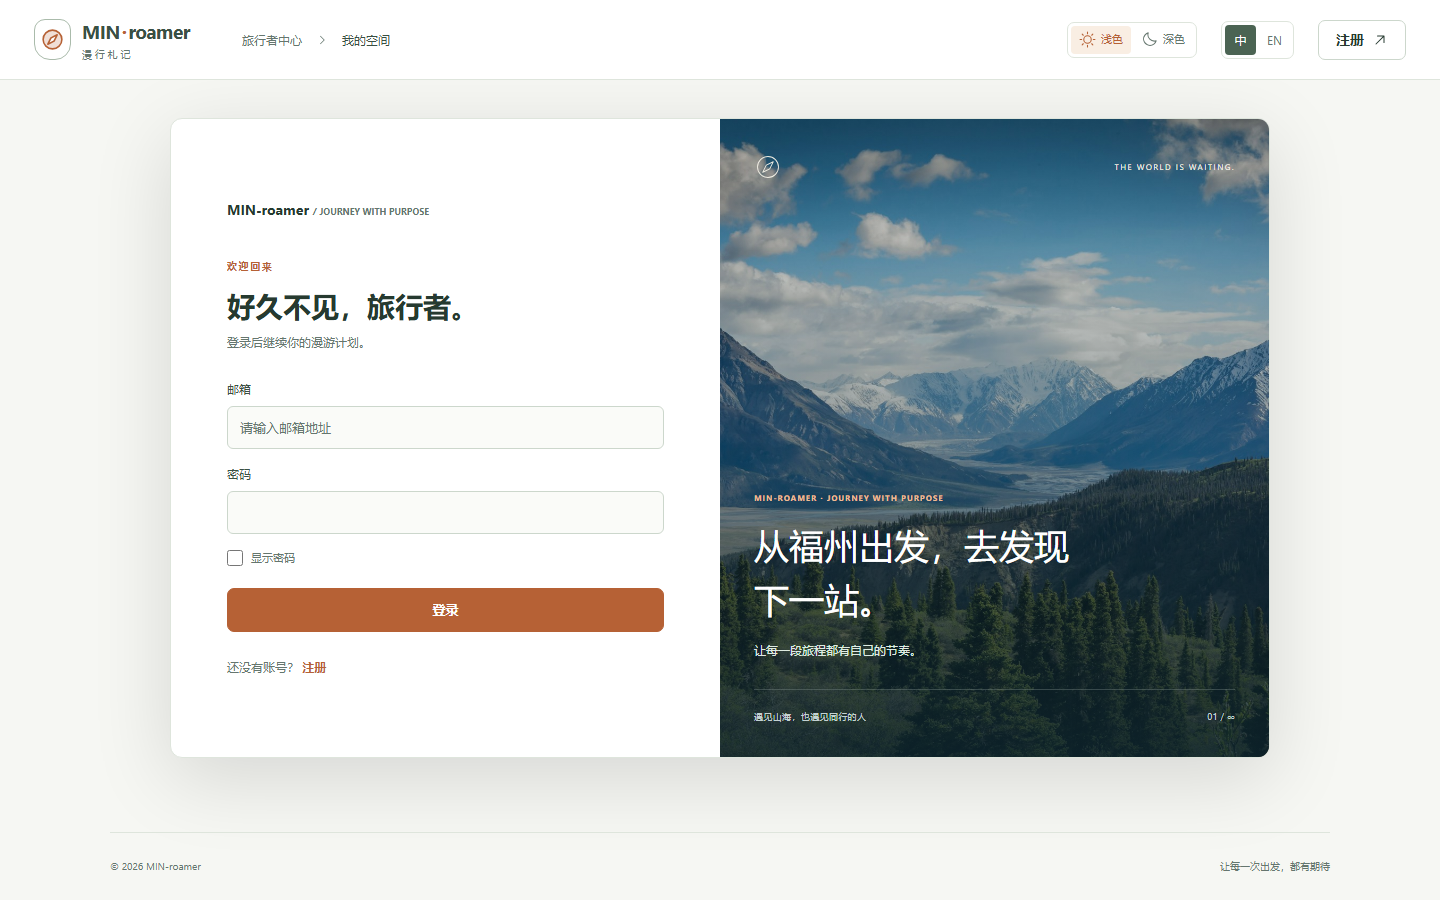 MIN·roamer
漫行札记
旅行者中心
我的空间
浅色
深色
中
EN
注册
MIN-roamer / JOURNEY WITH PURPOSE
欢迎回来
好久不见，旅行者。
登录后继续你的漫游计划。
邮箱
请输入邮箱地址
密码
显示密码
登录
还没有账号？ 注册
THE WORLD IS WAITING.
MIN-ROAMER · JOURNEY WITH PURPOSE
从福州出发，去发现
下一站。
让每一段旅程都有自己的节奏。
遇见山海，也遇见同行的人
01 / ∞
© 2026 MIN-roamer
让每一次出发，都有期待